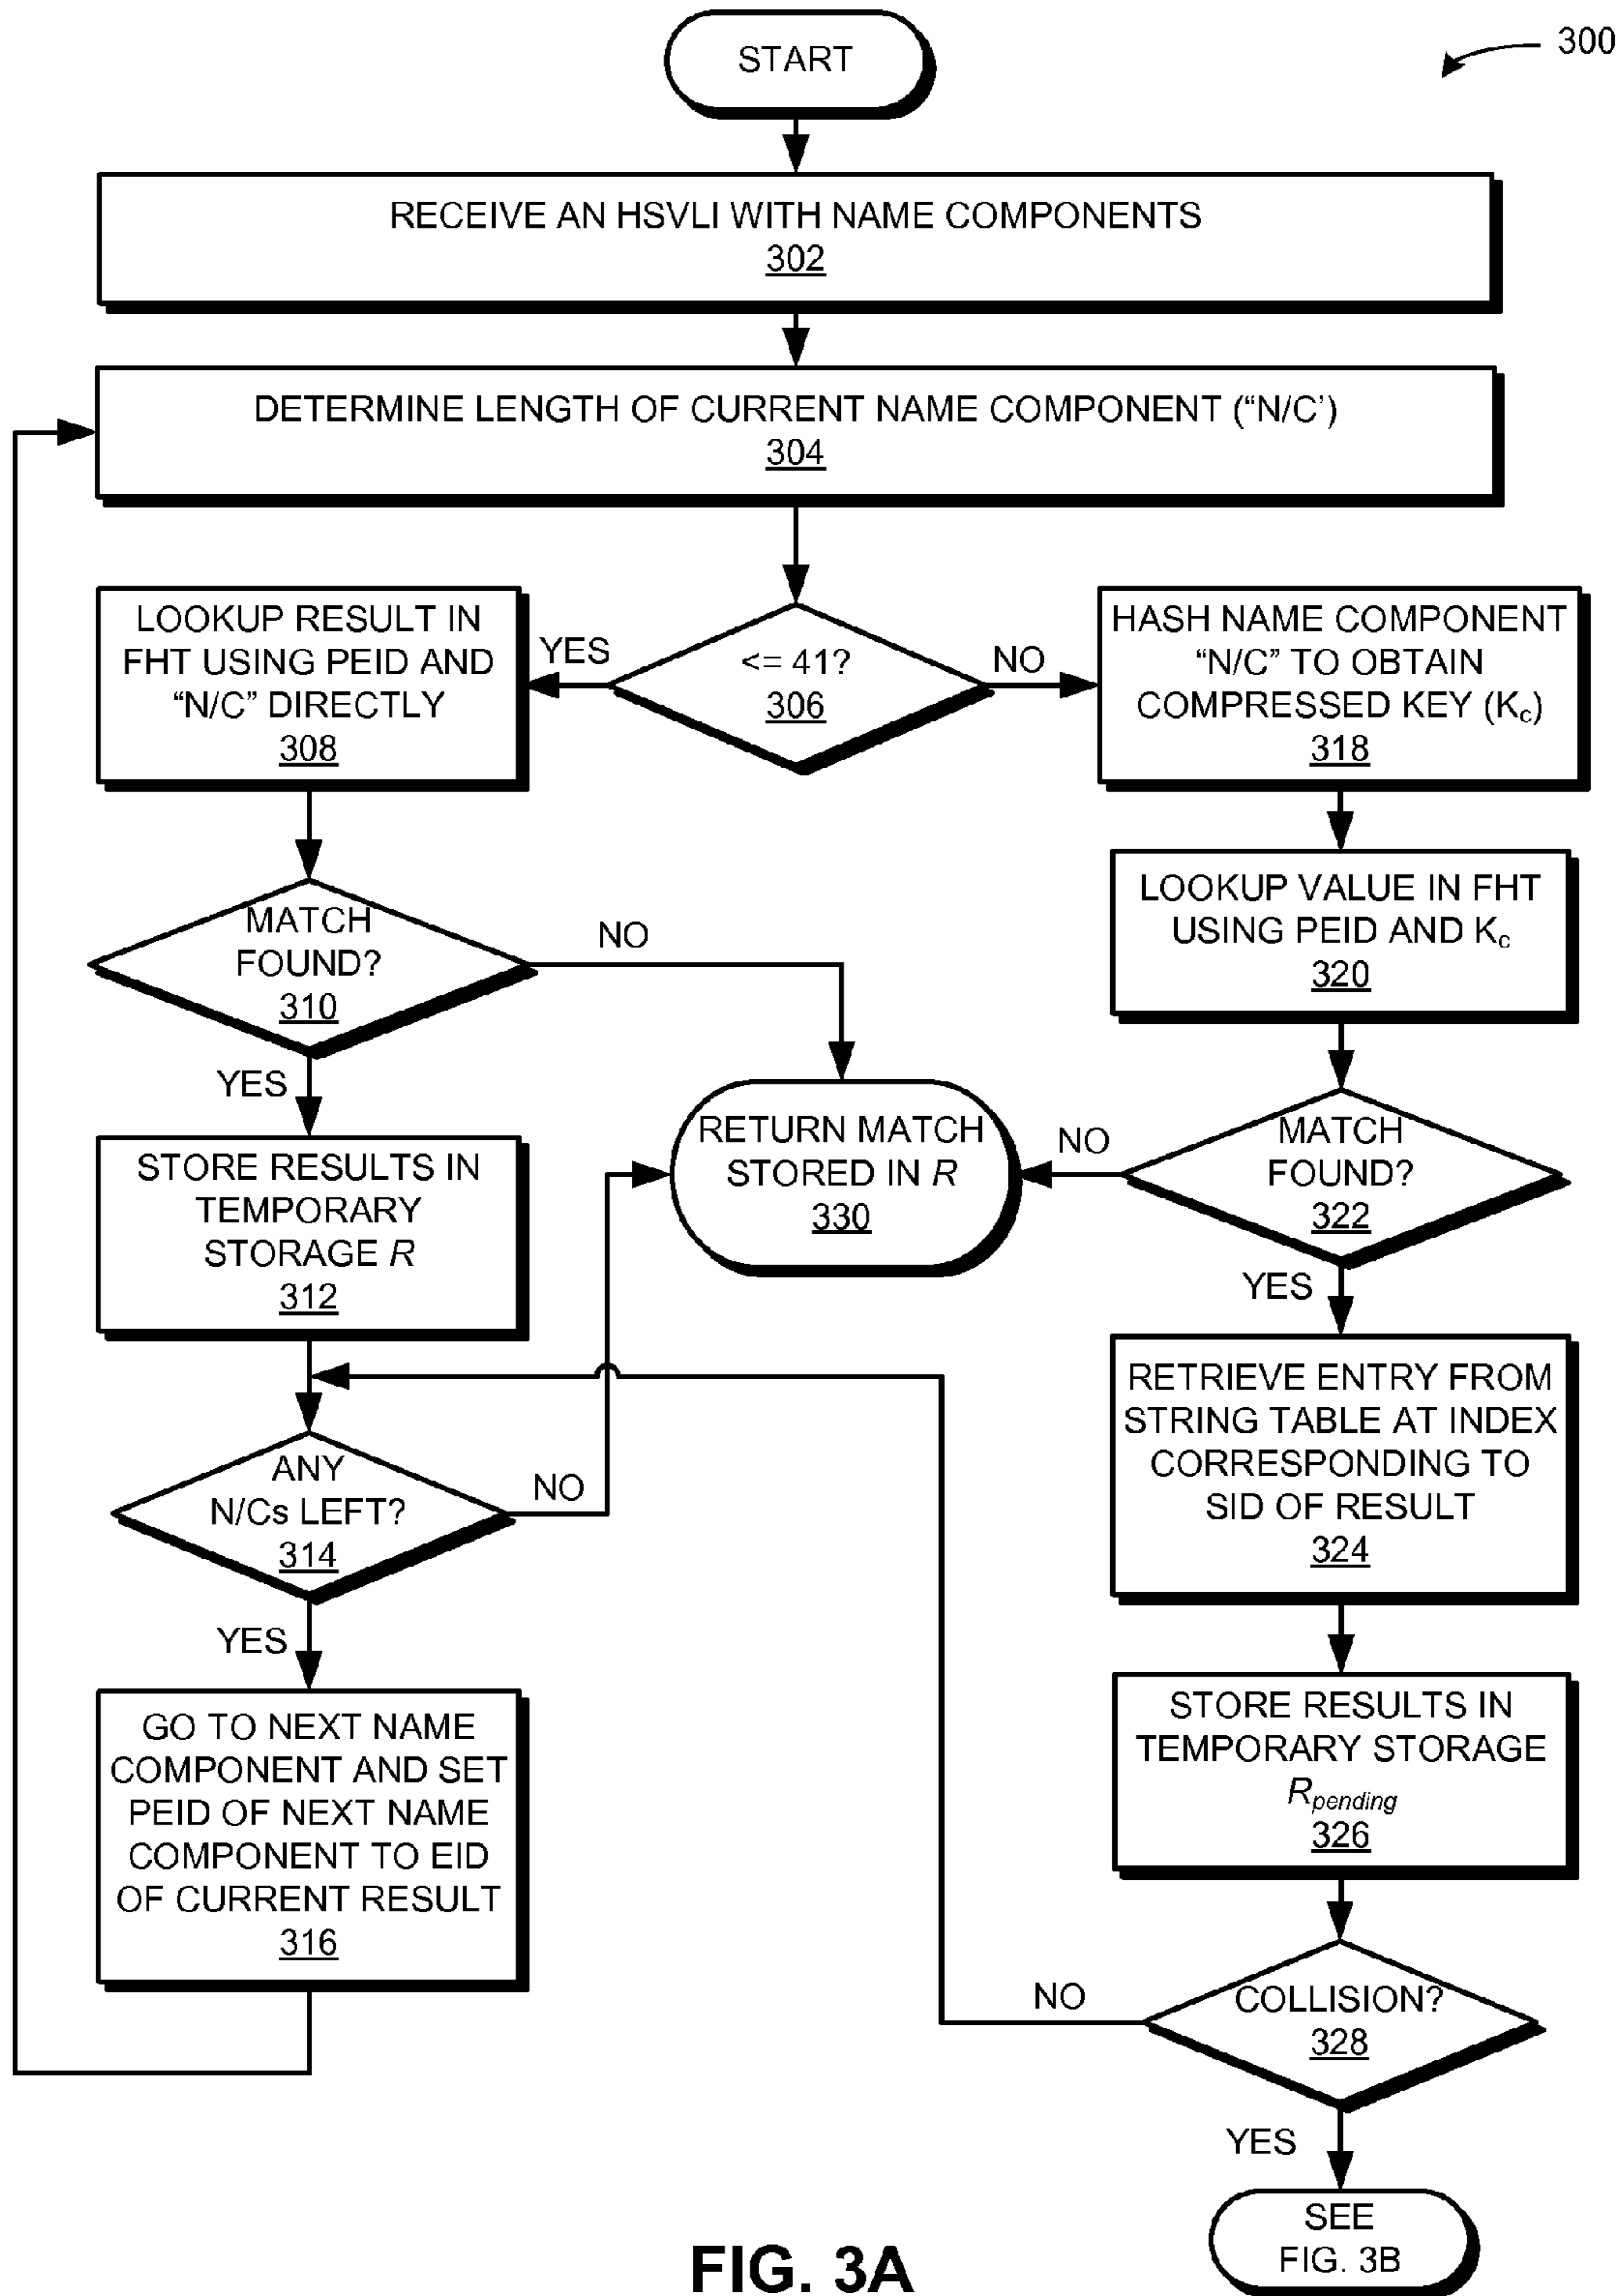 START
300
RECEIVE AN HSVLI WITH NAME COMPONENTS
302
DETERMINE LENGTH OF CURRENT NAME COMPONENT (“N/C’)
304
<= 41?
306
YES
NO
LOOKUP RESULT IN
FHT USING PEID AND
“N/C” DIRECTLY
308
MATCH
FOUND?
310
NO
YES
STORE RESULTS IN
TEMPORARY
STORAGE R
312
ANY
N/Cs LEFT?
314
NO
YES
GO TO NEXT NAME
COMPONENT AND SET
PEID OF NEXT NAME
COMPONENT TO EID
OF CURRENT RESULT
316
RETURN MATCH
STORED IN R
330
HASH NAME COMPONENT
“N/C” TO OBTAIN
COMPRESSED KEY (Kc)
318
LOOKUP VALUE IN FHT
USING PEID AND Kc
320
MATCH
FOUND?
322
NO
YES
RETRIEVE ENTRY FROM
STRING TABLE AT INDEX
CORRESPONDING TO
SID OF RESULT
324
STORE RESULTS IN
TEMPORARY STORAGE
Rpending
326
COLLISION?
328
NO
YES
SEE
FIG. 3B
FIG. 3A